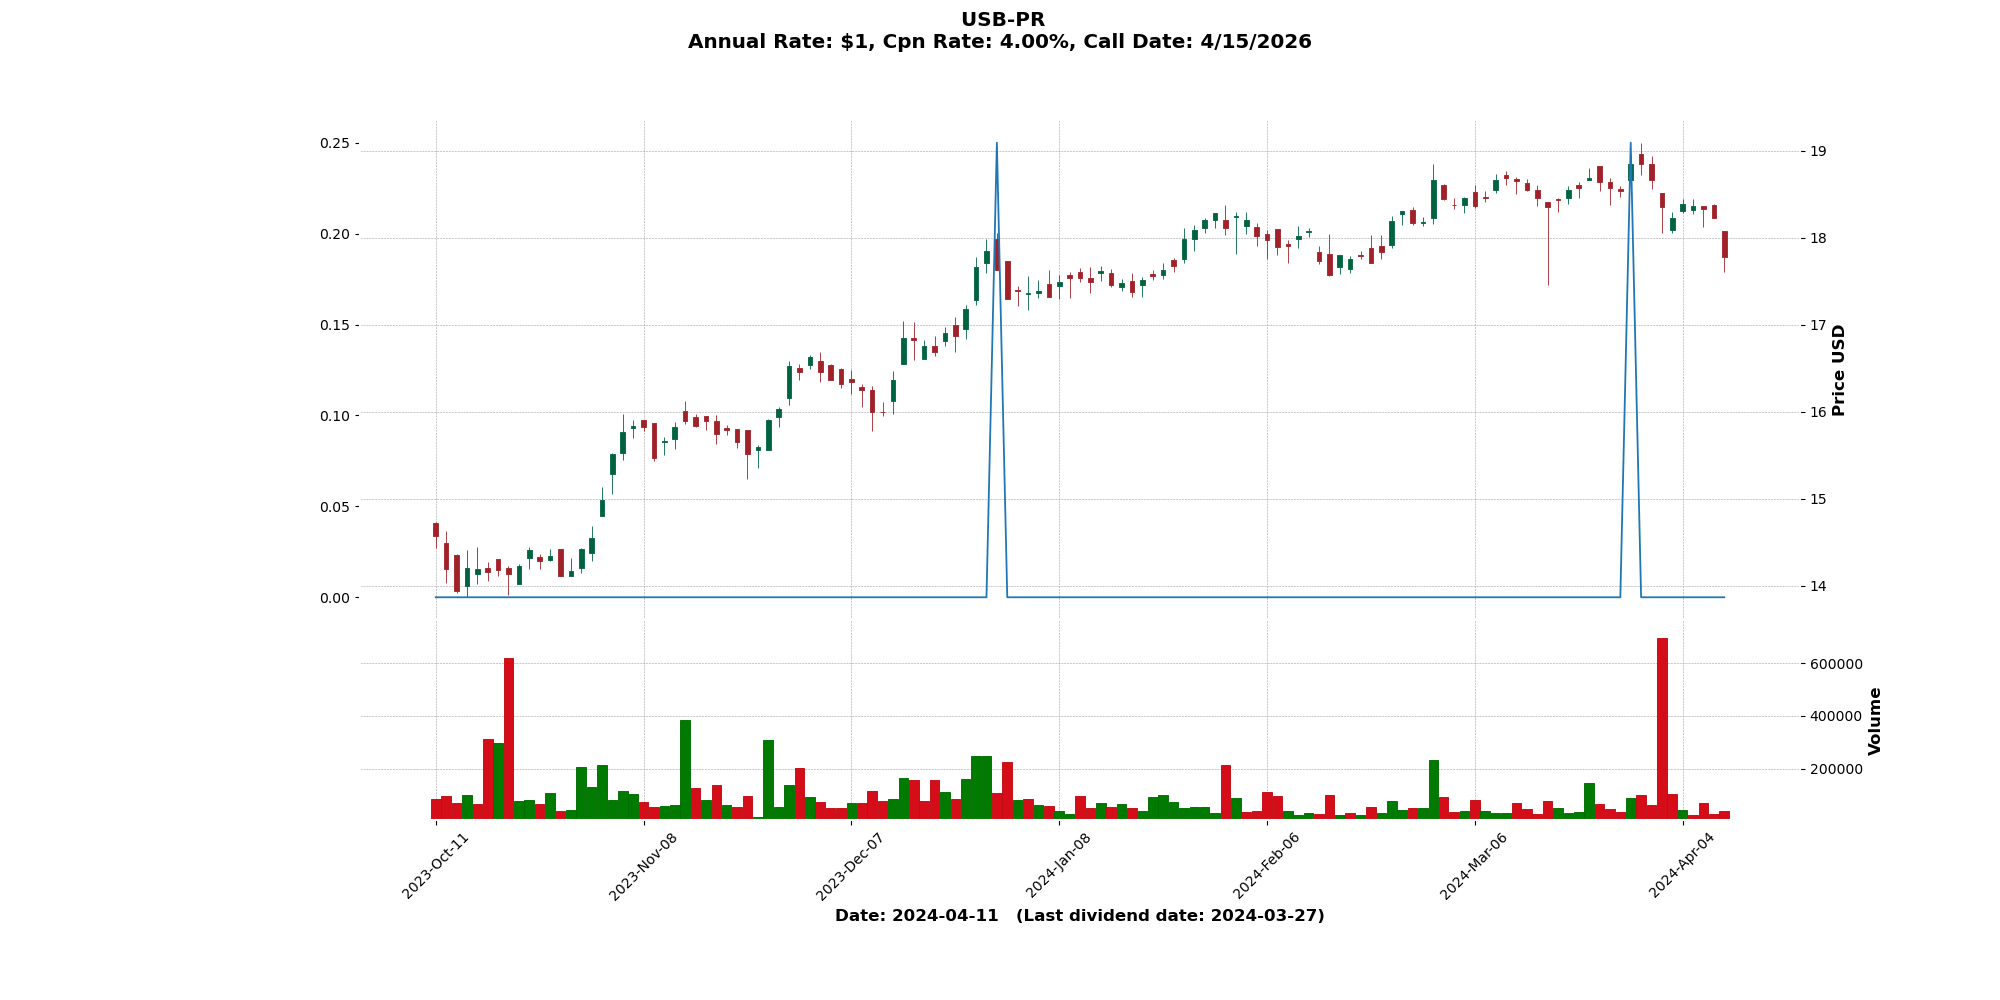 USB-PR
Annual Rate: $1, Cpn Rate: 4.00%, Call Date: 4/15/2026
0.25
0.20
0.15
0.10
0.05
0.00
19
18
17
16
15
14
Price USD
600000
400000
200000
Volume
2023-Oct-11
2023-Nov-08
2023-Dec-07
2024-Jan-08
2024-Feb-06
2024-Mar-06
2024-Apr-04
Date: 2024-04-11 (Last dividend date: 2024-03-27)